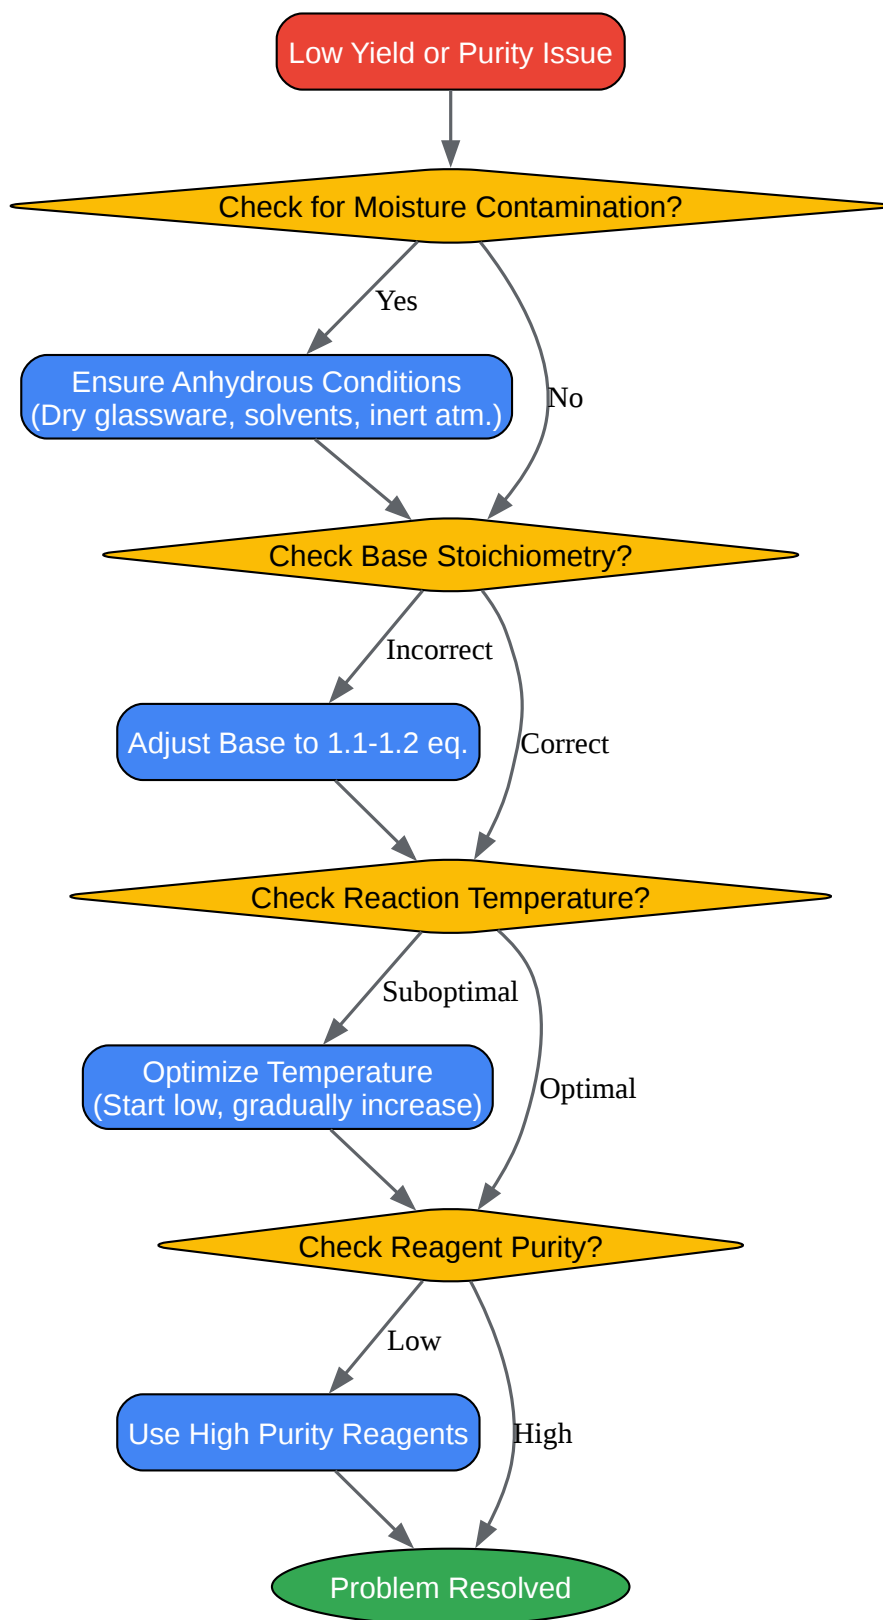 Low Yield or Purity Issue
Check for Moisture Contamination?
Yes
Ensure Anhydrous Conditions
(Dry glassware, solvents, inert atm.)
No
Check Base Stoichiometry?
Incorrect
Adjust Base to 1.1-1.2 eq.
Correct
Check Reaction Temperature?
Suboptimal
Optimize Temperature
(Start low, gradually increase)
Optimal
Check Reagent Purity?
Low
Use High Purity Reagents
High
Problem Resolved